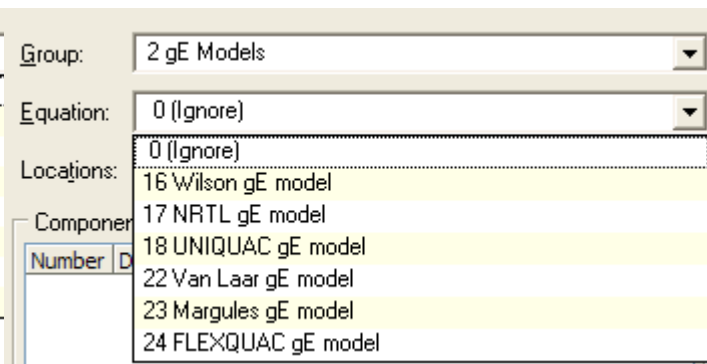 Group: 2 gE Models
Equation: 0 (Ignore)
0 (Ignore)
Locations:
16 Wilson gE model
17 NRTL gE model
Componen
18 UNIQUAC gE model
Number D
22 Van Laar gE model
23 Margules gE model
24 FLEXQUAC gE model